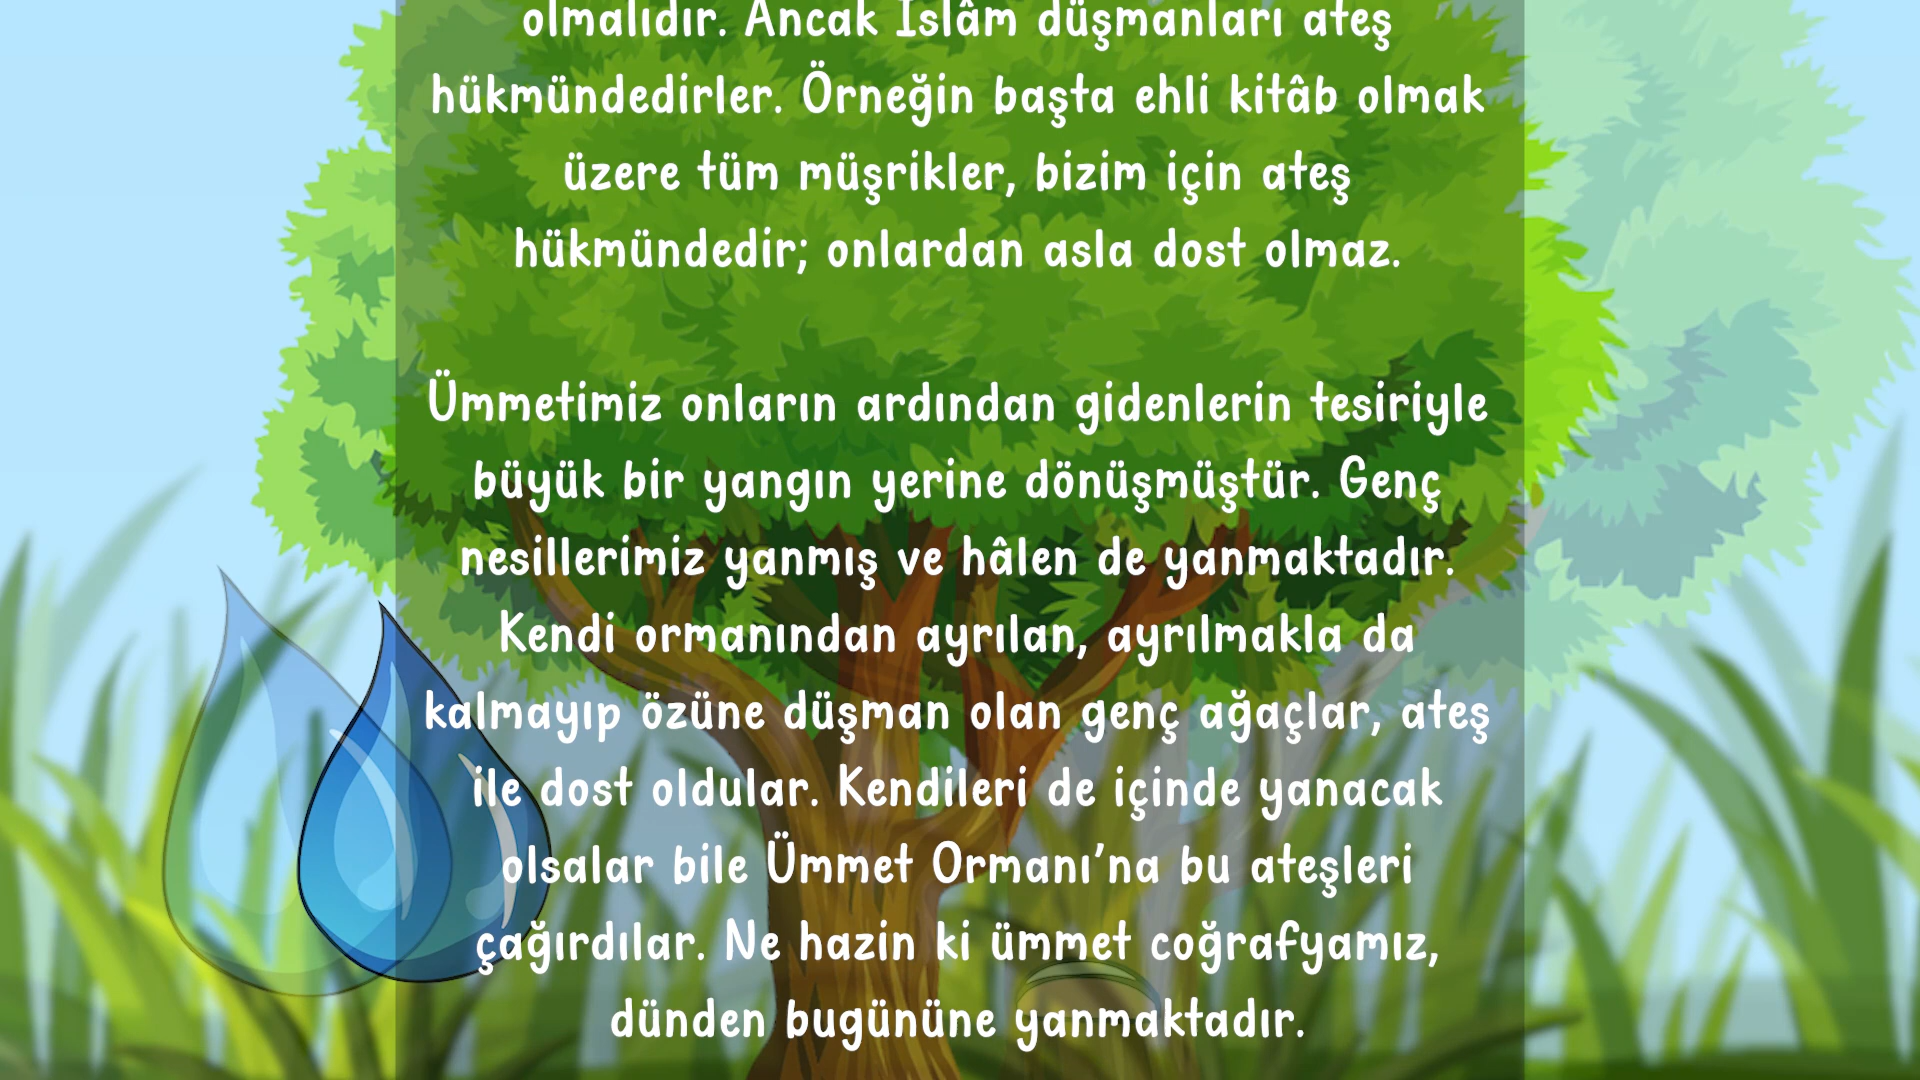 olmalıdır. Ancak İslâm düşmanları ateş
hükmündedirler. Örneğin başta ehli kitâb olmak
üzere tüm müşrikler, bizim için ateş
hükmündedir; onlardan asla dost olmaz.
Ümmetimiz onların ardından gidenlerin tesiriyle
büyük bir yangın yerine dönüşmüştür. Genç
nesillerimiz yanmış ve hâlen de yanmaktadır.
Kendi ormanından ayrılan, ayrılmakla da
kalmayıp özüne düşman olan genç ağaçlar, ateş
ile dost oldular. Kendileri de içinde yanacak
olsalar bile Ümmet Ormanı’na bu ateşleri
çağırdılar. Ne hazin ki ümmet coğrafyamız,
dünden bugününe yanmaktadır.